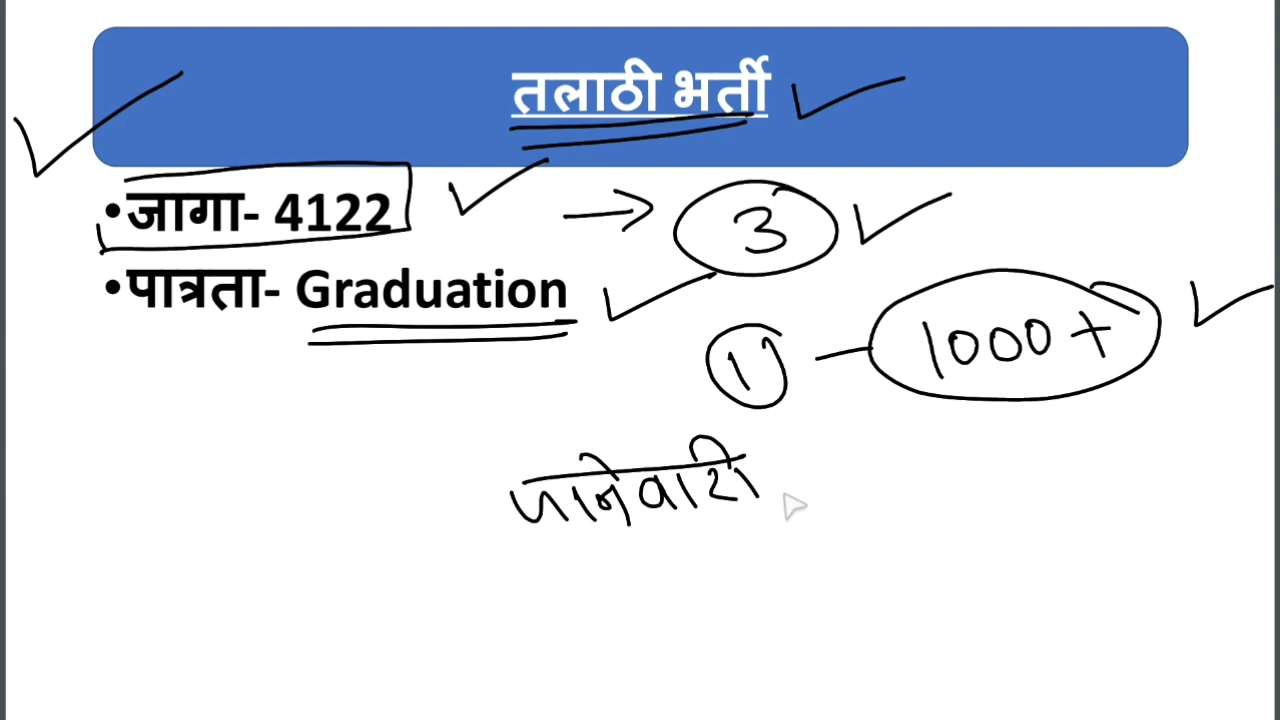 तलाठी भर्ती
•जागा- 4122
→ 3
•पात्रता- Graduation
1) - 1000 +
जानेवारी